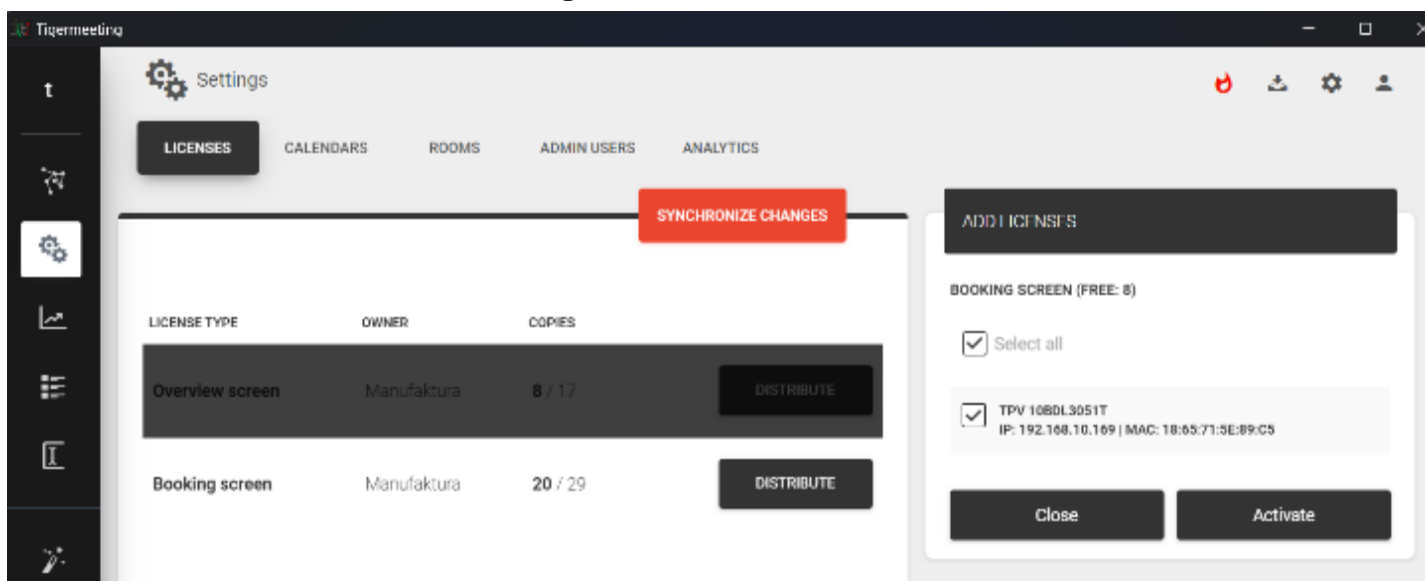 Tigermeeting
t
Settings
LICENSES CALENDARS ROOMS ADMIN USERS ANALYTICS
SYNCHRONIZE CHANGES
ADD LICENSES
BOOKING SCREEN (FREE: 8)
LICENSE TYPE OWNER COPIES
Select all
Overview screen Manufaktura 8 / 17 DISTRIBUTE
TPV 10BDL3051T
IP: 192.168.10.169 | MAC: 18:65:71:5E:89:C5
Booking screen Manufaktura 20 / 29 DISTRIBUTE
Close Activate